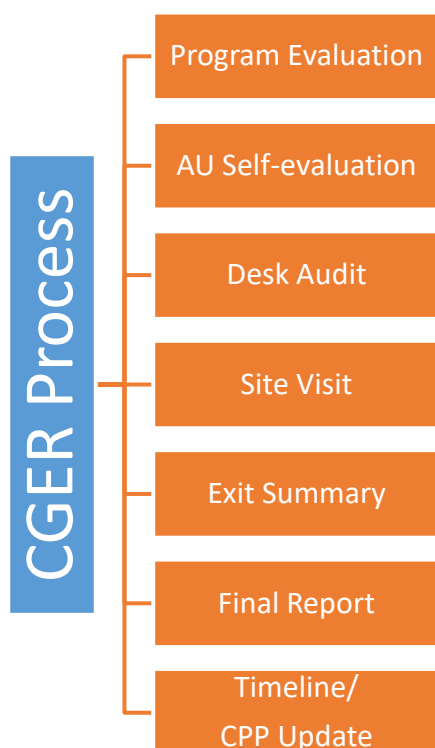 CGER Process
Program Evaluation
AU Self-evaluation
Desk Audit
Site Visit
Exit Summary
Final Report
Timeline/
CPP Update